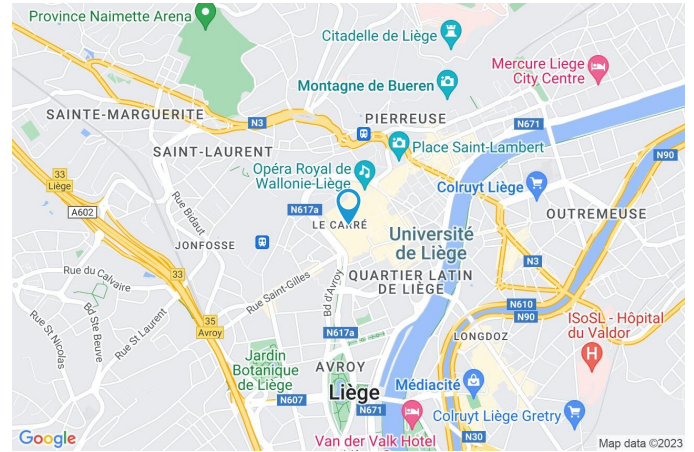 Province Naimette Arena
Citadelle de Liège
Mercure Liege
City Centre
Montagne de Bueren
SAINTE-MARGUERITE
PIERREUSE
N3
N671
N90
SAINT-LAURENT
Place Saint-Lambert
33
Liège
Opéra Royal de
Wallonie-Liège
Colruyt Liège
A602
Rue Bidaut
N617a
LE CARRÉ
OUTREMEUSE
JONFOSSE
Université
de Liège
N3
Rue du Calvaire
33
QUARTIER LATIN
DE LIÈGE
Bd Ste Beuve
Rue St Laurent
Rue Saint-Gilles
Bd d'Avroy
N610
N90
Rue St Nicolas
35
Avroy
N617a
LONGDOZ
ISoSL - Hôpital
du Valdor
Jardin
Botanique
de Liège
AVROY
Liège
Médiacité
N607
N671
Colruyt Liège Gretry
Van der Valk Hotel
N30
Google
Map data ©2023